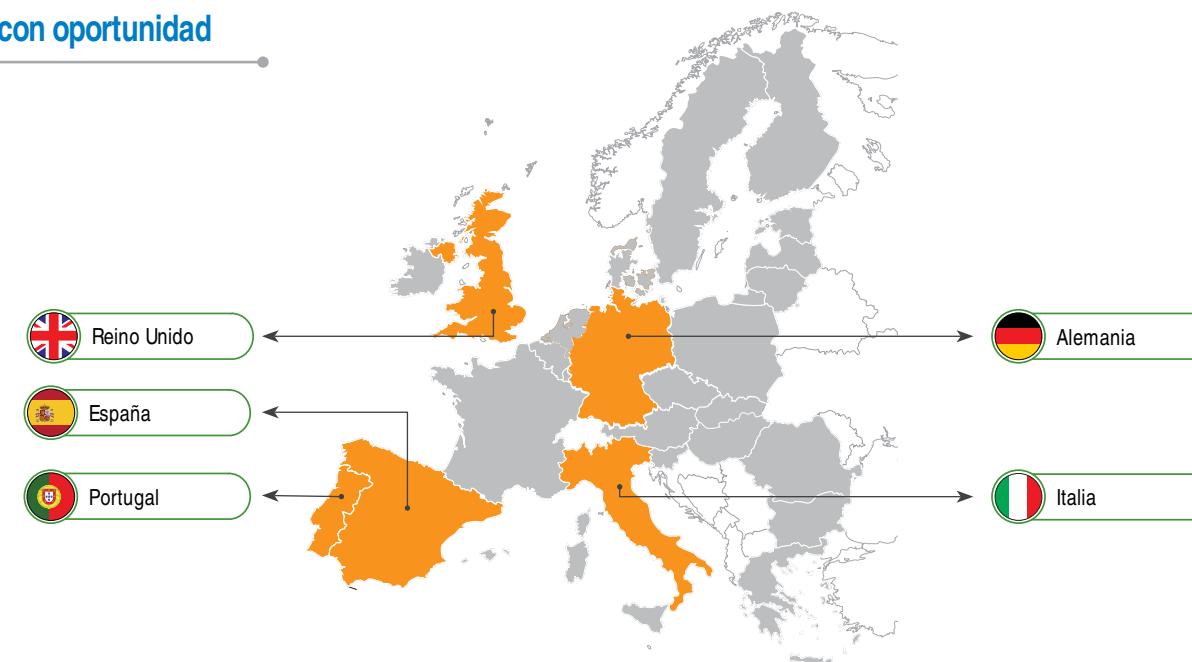 con oportunidad
Reino Unido
España
Portugal
Alemania
Italia